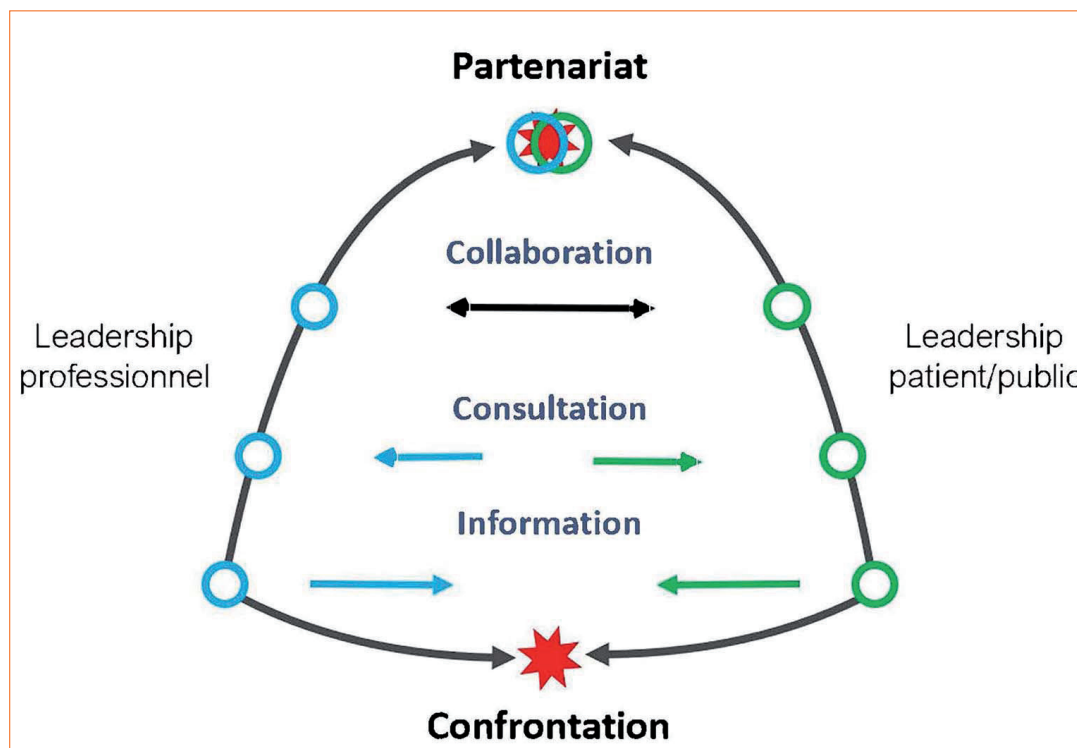 Partenariat
Collaboration
Leadership
professionnel
Leadership
patient/public
Consultation
Information
Confrontation